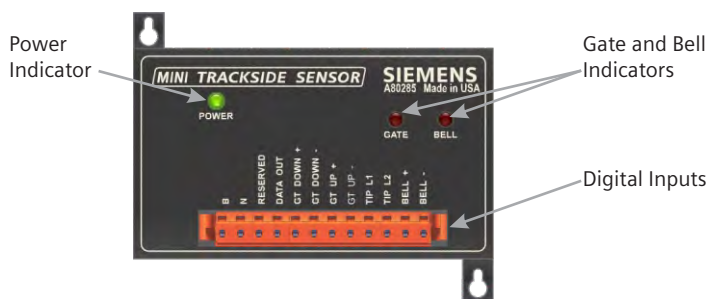 Power
Indicator
Gate and Bell
Indicators
Digital Inputs
MINI TRACKSIDE SENSOR
SIEMENS
A80285 Made in USA
POWER
GATE
BELL
B
N
RESERVED
DATA OUT
GT DOWN +
GT DOWN -
GT UP +
GT UP -
TIP L1
TIP L2
BELL +
BELL -